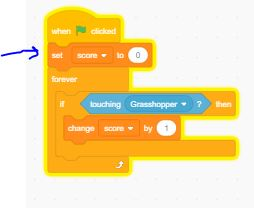 when clicked
set score to 0
forever
if touching Grasshopper ? then
change score by 1